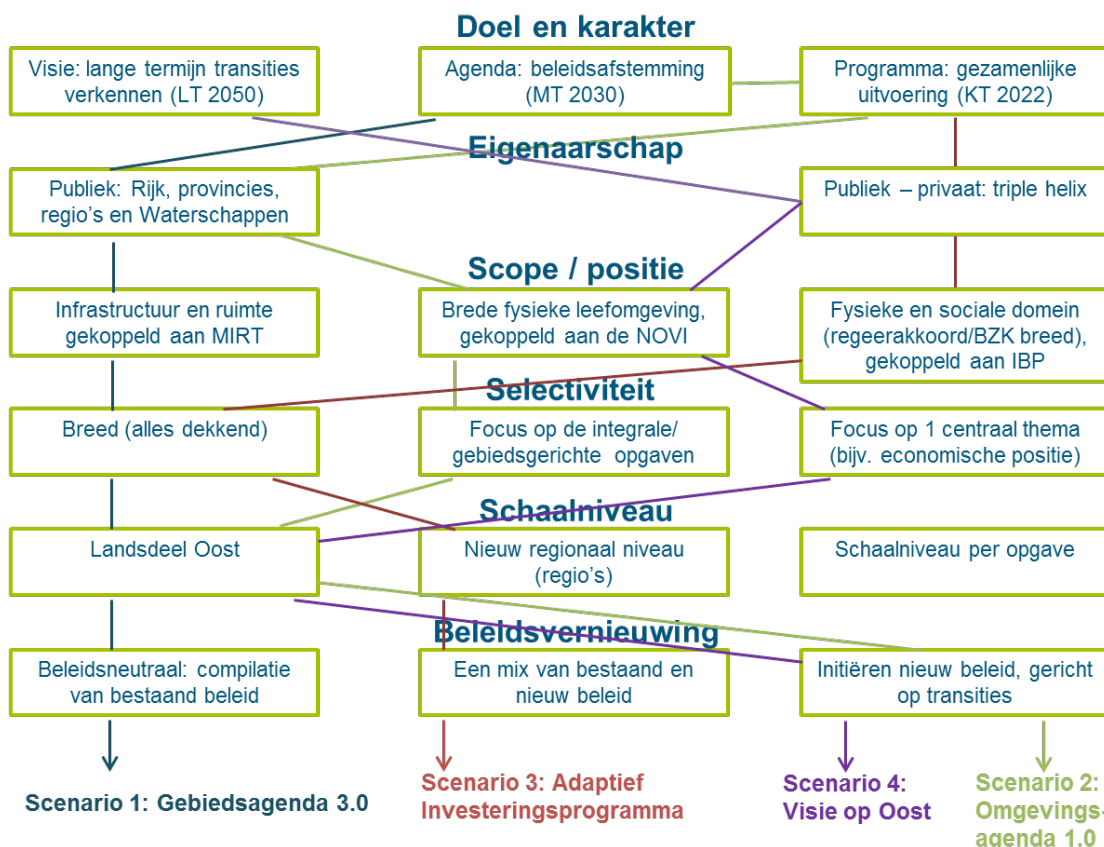 Doel en karakter
Visie: lange termijn transities
verkennen (LT 2050)
Agenda: beleidsafstemming
(MT 2030)
Programma: gezamenlijke
uitvoering (KT 2022)
Eigenaarschap
Publiek: Rijk, provincies,
regio's en Waterschappen
Publiek – privaat: triple helix
Scope / positie
Infrastructuur en ruimte
gekoppeld aan MIRT
Brede fysieke leefomgeving,
gekoppeld aan de NOVI
Fysieke en sociale domein
(regeerakkoord/BZK breed),
gekoppeld aan IBP
Selectiviteit
Breed (alles dekkend)
Focus op de integrale/
gebiedsgerichte opgaven
Focus op 1 centraal thema
(bijv. economische positie)
Schaalniveau
Landsdeel Oost
Nieuw regionaal niveau
(regio's)
Schaalniveau per opgave
Beleidsvernieuwing
Beleidsneutraal: compilatie
van bestaand beleid
Een mix van bestaand en
nieuw beleid
Initiëren nieuw beleid, gericht
op transities
Scenario 1: Gebiedsagenda 3.0
Scenario 3: Adaptief
Investeringsprogramma
Scenario 4:
Visie op Oost
Scenario 2:
Omgevings-
agenda 1.0